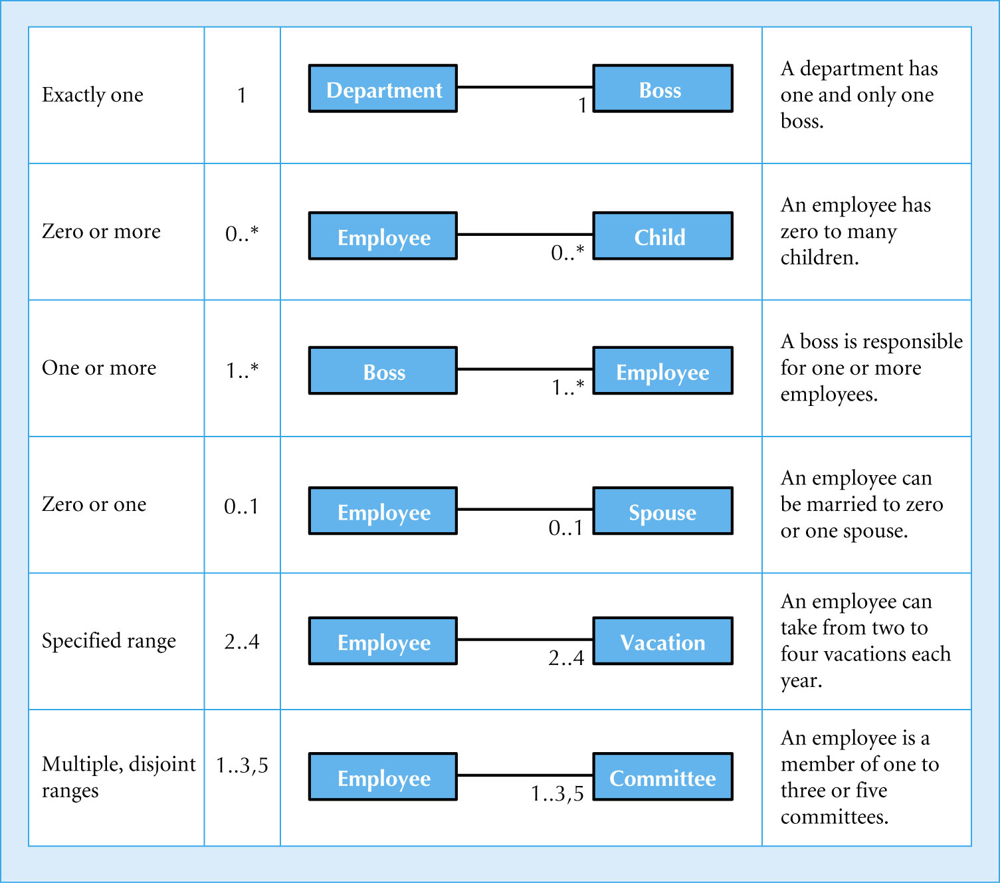 Exactly one
1
Department
1
Boss
A department has
one and only one
boss.
Zero or more
0..*
Employee
0..*
Child
An employee has
zero to many
children.
One or more
1..*
Boss
1..*
Employee
A boss is responsible
for one or more
employees.
Zero or one
0..1
Employee
0..1
Spouse
An employee can
be married to zero
or one spouse.
Specified range
2..4
Employee
2..4
Vacation
An employee can
take from two to
four vacations each
year.
Multiple, disjoint
ranges
1..3,5
Employee
1..3,5
Committee
An employee is a
member of one to
three or five
committees.